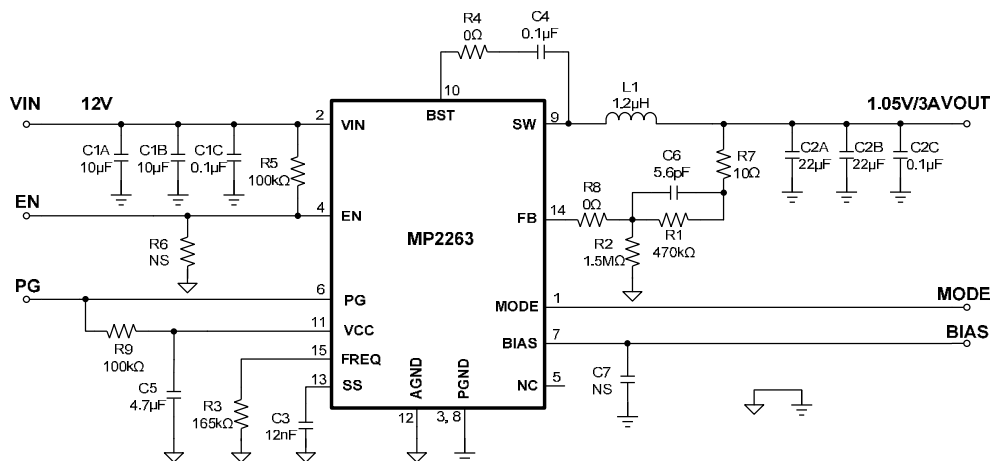 R4
0Ω
C4
0.1µF
10
BST
VIN
12V
2
VIN
SW
9
L1
1.2µH
1.05V/3A
VOUT
C1A
10µF
C1B
10µF
C1C
0.1µF
R5
100kΩ
C6
5.6pF
R7
10Ω
C2A
22µF
C2B
22µF
C2C
0.1µF
EN
4
EN
MP2263
FB
14
R8
0Ω
R6
NS
R2
1.5MΩ
R1
470kΩ
PG
6
PG
MODE
1
MODE
11
VCC
BIAS
7
BIAS
R9
100kΩ
15
FREQ
C5
4.7µF
R3
165kΩ
13
SS
C3
12nF
AGND
PGND
NC
5
C7
NS
12
3, 8